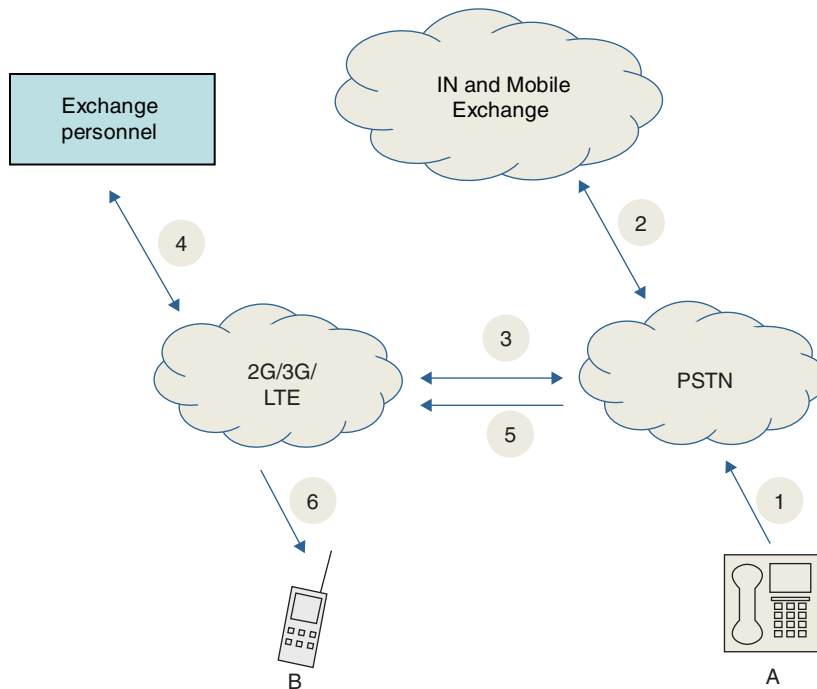 IN and Mobile
Exchange
Exchange
personnel
2
4
3
2G/3G/
LTE
PSTN
5
6
1
B
A